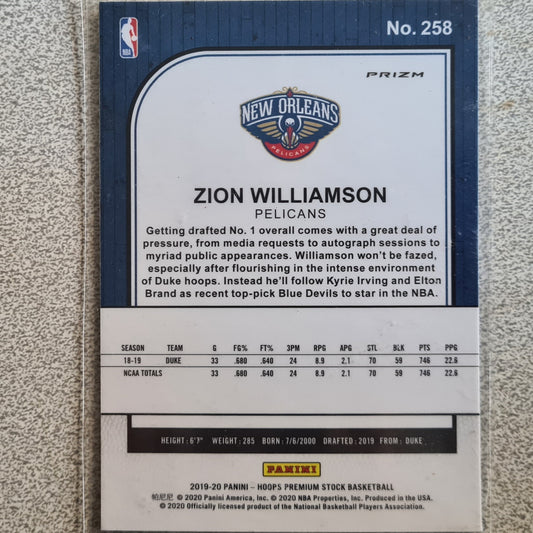 No. 258
NBA
PRIZM
NEW ORLEANS
PELICANS
ZION WILLIAMSON
PELICANS
Getting drafted No. 1 overall comes with a great deal of
pressure, from media requests to autograph sessions to
myriad public appearances. Williamson won't be fazed,
especially after flourishing in the intense environment
of Duke hoops. Instead he'll follow Kyrie Irving and Elton
Brand as recent top-pick Blue Devils to star in the NBA.
SEASON TEAM G FG% FT% 3PM RPG APG STL BLK PTS PPG
18-19 DUKE 33 .680 .640 24 8.9 2.1 70 59 746 22.6
NCAA TOTALS 33 .680 .640 24 8.9 2.1 70 59 746 22.6
HEIGHT: 6'7" WEIGHT: 285 BORN: 7/6/2000 DRAFTED: 2019 FROM: DUKE
PANINI
2019-20 PANINI – HOOPS PREMIUM STOCK BASKETBALL
帕尼尼 © 2020 Panini America, Inc. © 2020 NBA Properties, Inc. Produced in the USA.
© 2020 Officially licensed product of the National Basketball Players Association.